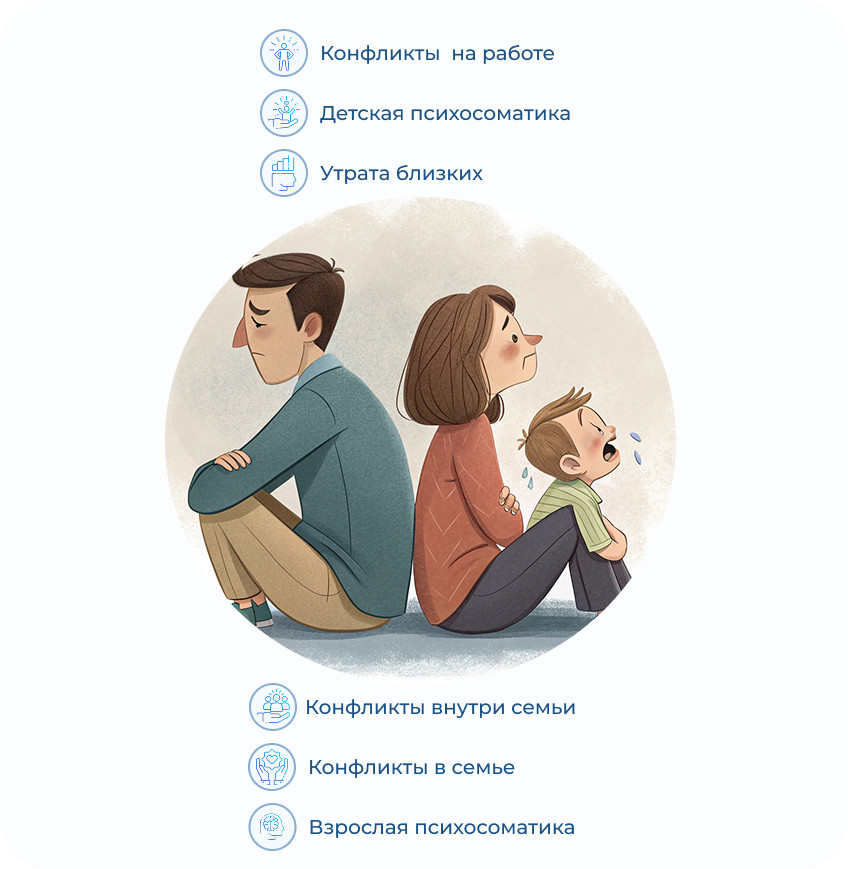 Конфликты  на работе
Детская психосоматика
Утрата близких
Конфликты внутри семьи
Конфликты в семье
Взрослая психосоматика